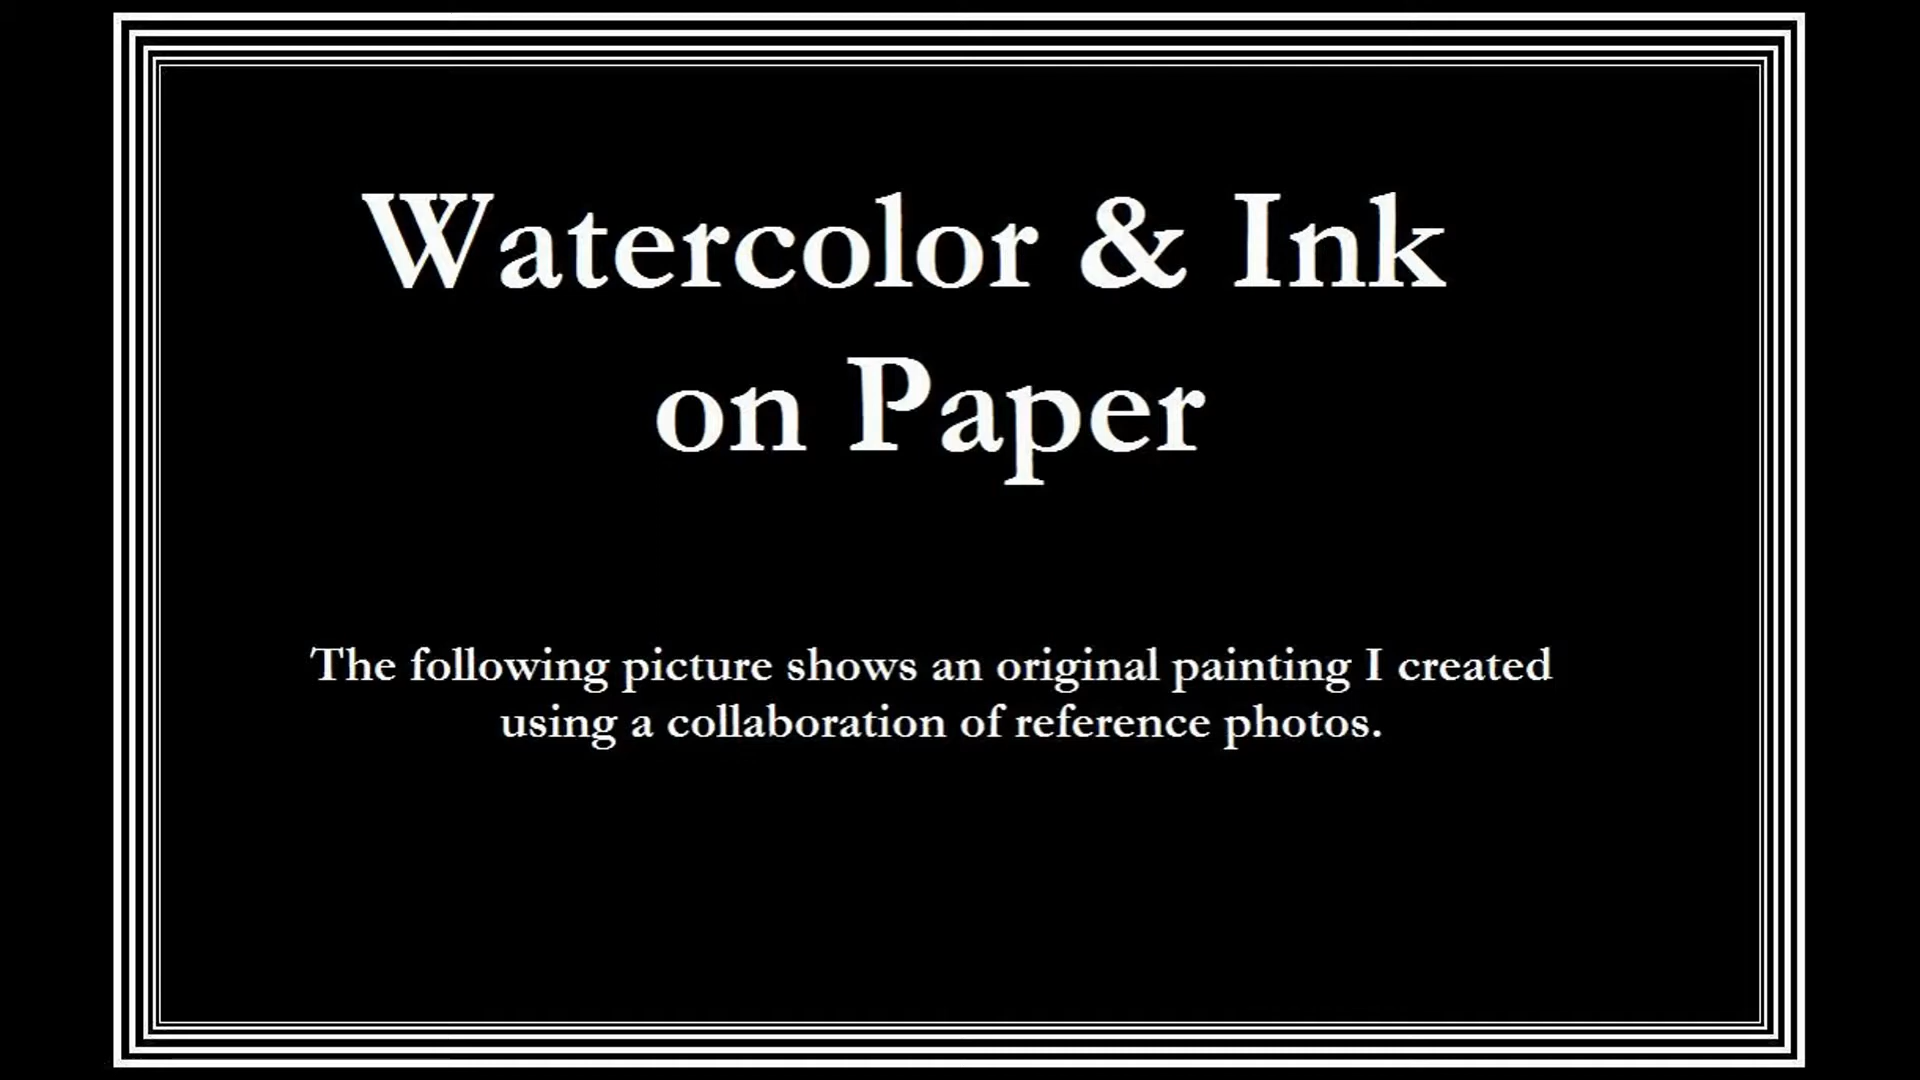 Watercolor & Ink
on Paper
The following picture shows an original painting I created
using a collaboration of reference photos.